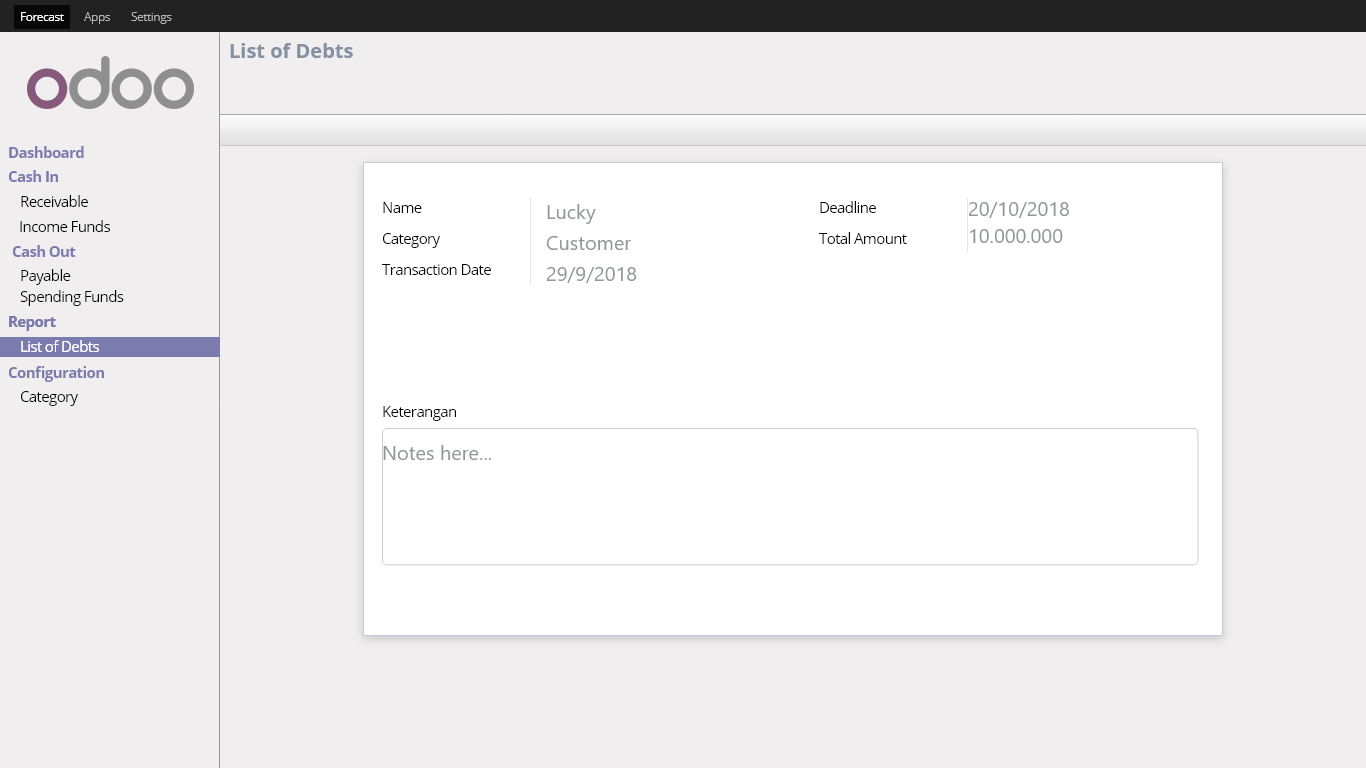 Forecast Apps Settings
odoo
Dashboard
Cash In
Receivable
Income Funds
Cash Out
Payable
Spending Funds
Report
List of Debts
Configuration
Category
List of Debts
Name Lucky
Category Customer
Transaction Date 29/9/2018
Deadline 20/10/2018
Total Amount 10.000.000
Keterangan
Notes here...